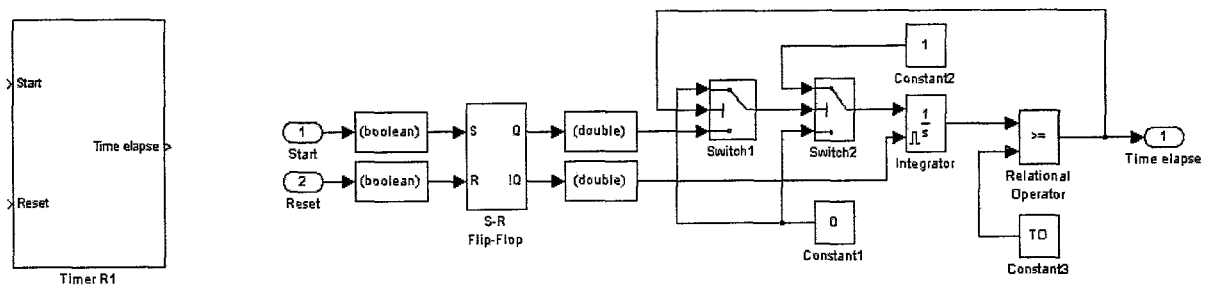 Start
Time elapse
Reset
Timer R1
1
Start
2
Reset
(boolean)
(boolean)
S Q
R !Q
S-R
Flip-Flop
(double)
(double)
Switch1
Switch2
1
Constant2
0
Constant1
1
s
Integrator
>=
Relational
Operator
TD
Constant3
1
Time elapse